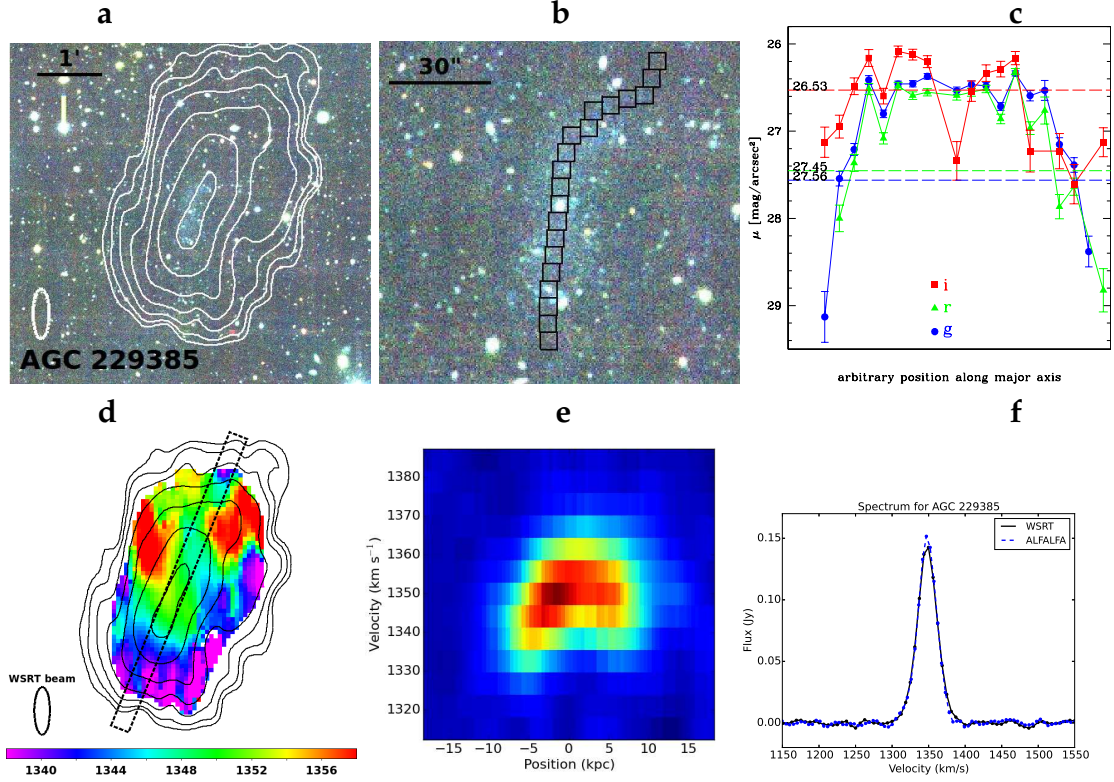 a b c
1'
AGC 229385
30"
26
27
28
29
μ [mag/arcsec²]
26.53
27.45
27.56
i
r
g
arbitrary position along major axis
d e f
WSRT beam
1340 1344 1348 1352 1356
1380
1370
1360
1350
1340
1330
1320
Velocity (km s⁻¹)
−15 −10 −5 0 5 10 15
Position (kpc)
Spectrum for AGC 229385
WSRT
ALFALFA
0.15
0.10
0.05
0.00
Flux (Jy)
1150 1200 1250 1300 1350 1400 1450 1500 1550
Velocity (km/s)